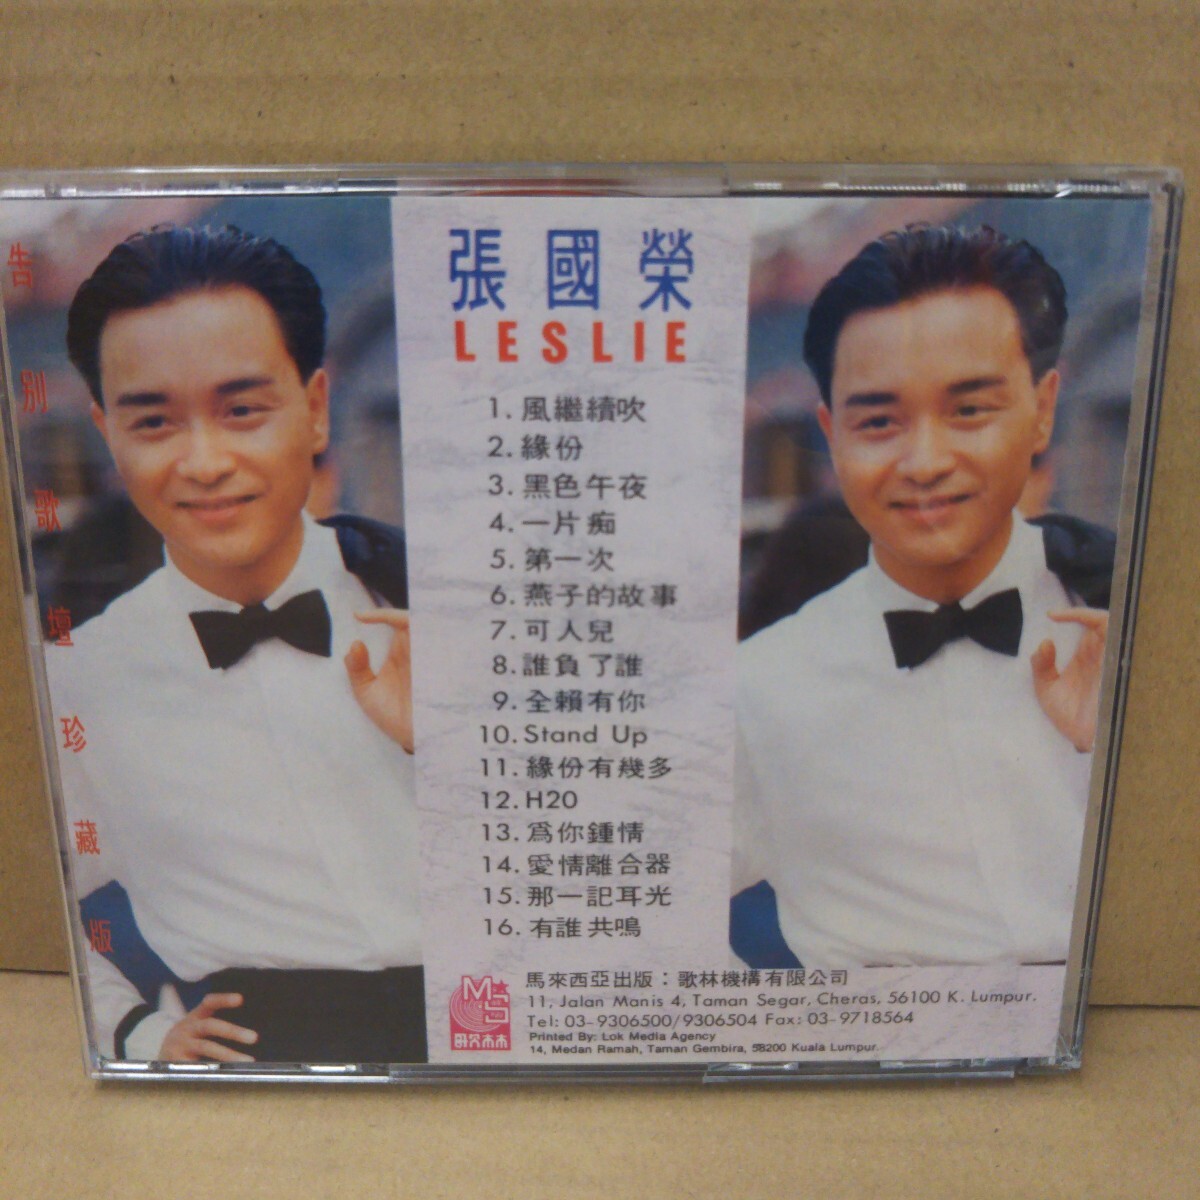 告別歌壇珍藏版
張國榮
LESLIE
1. 風繼續吹
2. 緣份
3. 黑色午夜
4. 一片痴
5. 第一次
6. 燕子的故事
7. 可人兒
8. 誰負了誰
9. 全賴有你
10. Stand Up
11. 緣份有幾多
12. H20
13. 爲你鍾情
14. 愛情離合器
15. 那一記耳光
16. 有誰共鳴
馬來西亞出版：歌林機構有限公司
11, Jalan Manis 4, Taman Segar, Cheras, 56100 K. Lumpur.
Tel: 03-9306500/9306504 Fax: 03-9718564
Printed By: Lok Media Agency
14, Medan Ramah, Taman Gembira, 58200 Kuala Lumpur.